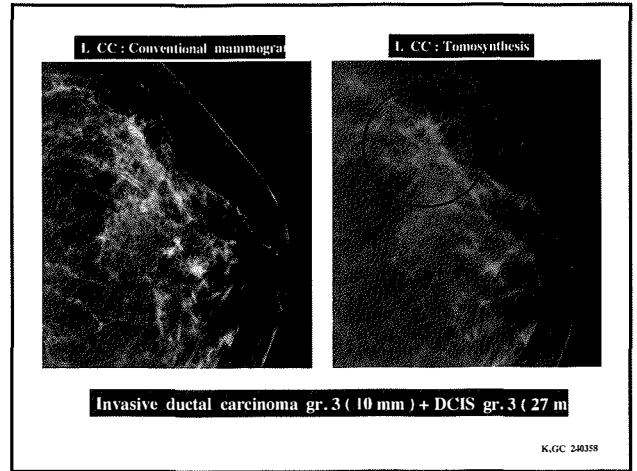 L CC : Conventional mammogra
L CC : Tomosynthesis
Invasive ductal carcinoma gr. 3 ( 10 mm ) + DCIS gr. 3 ( 27 m
K,GC 240358